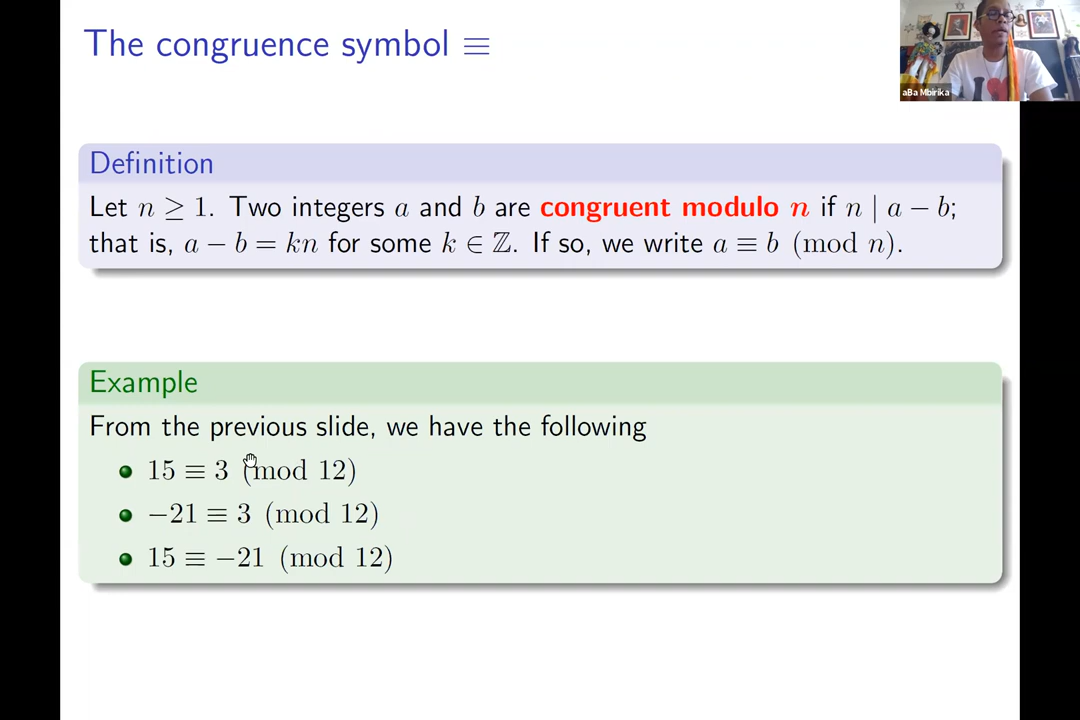 The congruence symbol ≡
aBa Mbirika
Definition
Let n ≥ 1. Two integers a and b are congruent modulo n if n | a − b;
that is, a − b = kn for some k ∈ ℤ. If so, we write a ≡ b (mod n).
Example
From the previous slide, we have the following
15 ≡ 3 (mod 12)
−21 ≡ 3 (mod 12)
15 ≡ −21 (mod 12)